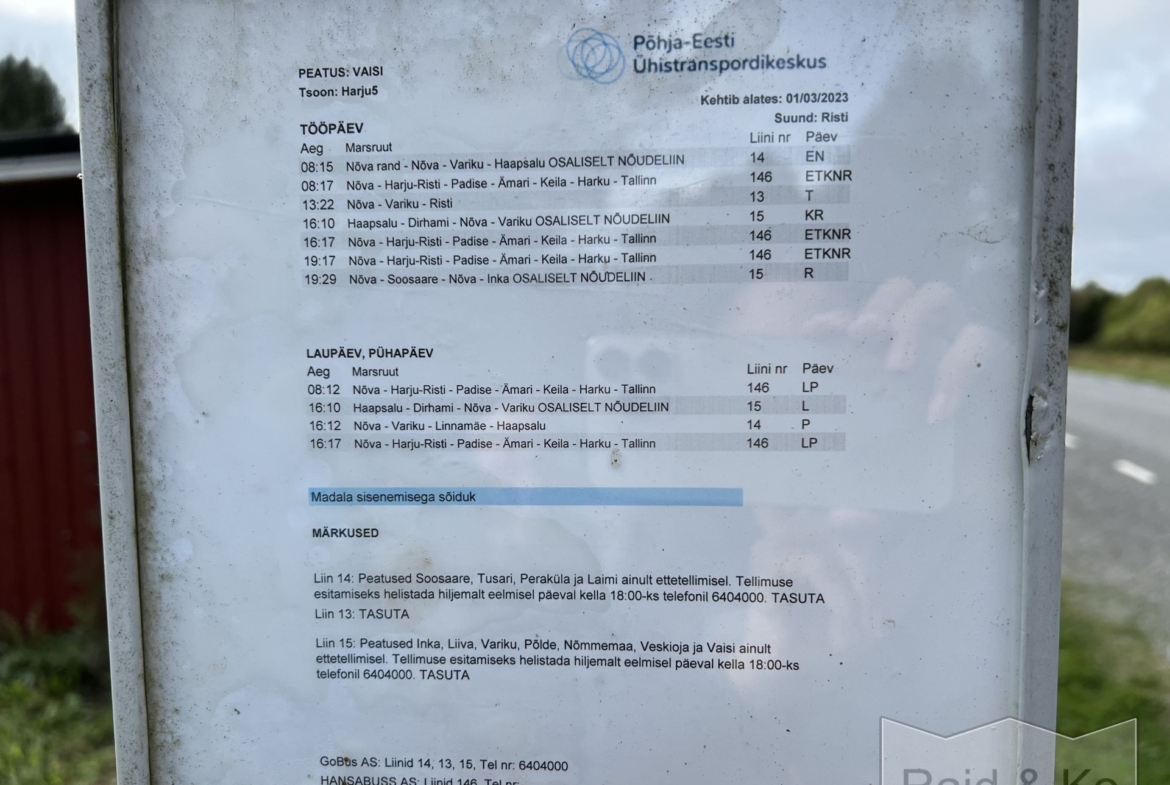 Põhja-Eesti
Ühistranspordikeskus
PEATUS: VAISI
Tsoon: Harju5
Kehtib alates: 01/03/2023
Suund: Risti
TÖÖPÄEV
Aeg Marsruut Liini nr Päev
08:15 Nõva rand - Nõva - Variku - Haapsalu OSALISELT NÕUDELIIN 14 EN
08:17 Nõva - Harju-Risti - Padise - Ämari - Keila - Harku - Tallinn 146 ETKNR
13:22 Nõva - Variku - Risti 13 T
16:10 Haapsalu - Dirhami - Nõva - Variku OSALISELT NÕUDELIIN 15 KR
16:17 Nõva - Harju-Risti - Padise - Ämari - Keila - Harku - Tallinn 146 ETKNR
19:17 Nõva - Harju-Risti - Padise - Ämari - Keila - Harku - Tallinn 146 ETKNR
19:29 Nõva - Soosaare - Nõva - Inka OSALISELT NÕUDELIIN 15 R
LAUPÄEV, PÜHAPÄEV
Aeg Marsruut Liini nr Päev
08:12 Nõva - Harju-Risti - Padise - Ämari - Keila - Harku - Tallinn 146 LP
16:10 Haapsalu - Dirhami - Nõva - Variku OSALISELT NÕUDELIIN 15 L
16:12 Nõva - Variku - Linnamäe - Haapsalu 14 P
16:17 Nõva - Harju-Risti - Padise - Ämari - Keila - Harku - Tallinn 146 LP
Madala sisenemisega sõiduk
MÄRKUSED
Liin 14: Peatused Soosaare, Tusari, Peraküla ja Laimi ainult ettetellimisel. Tellimuse
esitamiseks helistada hiljemalt eelmisel päeval kella 18:00-ks telefonil 6404000. TASUTA
Liin 13: TASUTA
Liin 15: Peatused Inka, Liiva, Variku, Põlde, Nõmmemaa, Veskioja ja Vaisi ainult
ettetellimisel. Tellimuse esitamiseks helistada hiljemalt eelmisel päeval kella 18:00-ks
telefonil 6404000. TASUTA
GoBus AS: Liinid 14, 13, 15, Tel nr: 6404000
HANSABUSS AS: Liinid 146, Tel nr:
Raid & Ko